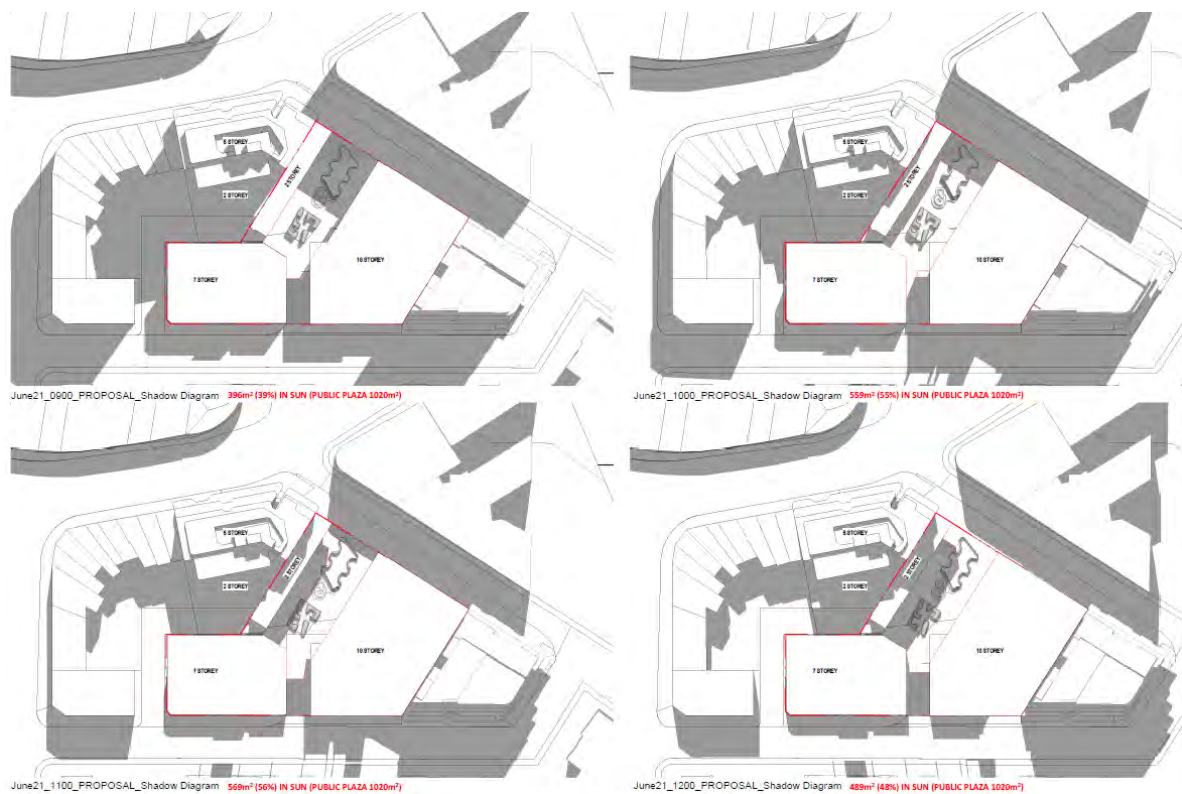 5 STOREY
2 STOREY
2 STOREY
7 STOREY
10 STOREY
June21_0900_PROPOSAL_Shadow Diagram 396m² (39%) IN SUN (PUBLIC PLAZA 1020m²)
5 STOREY
2 STOREY
2 STOREY
7 STOREY
10 STOREY
June21_1000_PROPOSAL_Shadow Diagram 559m² (55%) IN SUN (PUBLIC PLAZA 1020m²)
5 STOREY
2 STOREY
2 STOREY
7 STOREY
10 STOREY
June21_1100_PROPOSAL_Shadow Diagram 569m² (56%) IN SUN (PUBLIC PLAZA 1020m²)
5 STOREY
2 STOREY
2 STOREY
7 STOREY
10 STOREY
June21_1200_PROPOSAL_Shadow Diagram 489m² (48%) IN SUN (PUBLIC PLAZA 1020m²)